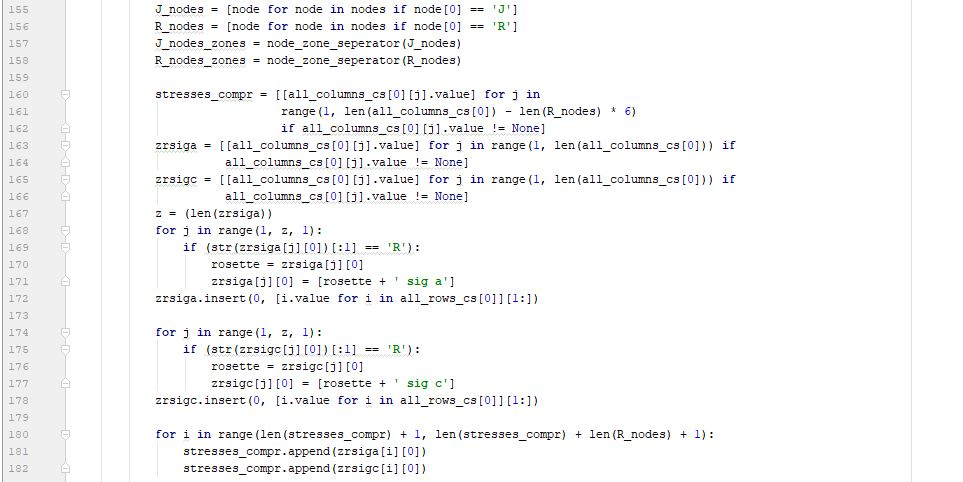 155 J_nodes = [node for node in nodes if node[0] == 'J']
156 R_nodes = [node for node in nodes if node[0] == 'R']
157 J_nodes_zones = node_zone_seperator(J_nodes)
158 R_nodes_zones = node_zone_seperator(R_nodes)
159
160 stresses_compr = [[all_columns_cs[0][j].value] for j in
161 range(1, len(all_columns_cs[0]) - len(R_nodes) * 6)
162 if all_columns_cs[0][j].value != None]
163 zrsiga = [[all_columns_cs[0][j].value] for j in range(1, len(all_columns_cs[0])) if
164 all_columns_cs[0][j].value != None]
165 zrsigc = [[all_columns_cs[0][j].value] for j in range(1, len(all_columns_cs[0])) if
166 all_columns_cs[0][j].value != None]
167 z = (len(zrsiga))
168 for j in range(1, z, 1):
169 if (str(zrsiga[j][0])[:1] == 'R'):
170 rosette = zrsiga[j][0]
171 zrsiga[j][0] = [rosette + ' sig a']
172 zrsiga.insert(0, [i.value for i in all_rows_cs[0]][1:])
173
174 for j in range(1, z, 1):
175 if (str(zrsigc[j][0])[:1] == 'R'):
176 rosette = zrsigc[j][0]
177 zrsigc[j][0] = [rosette + ' sig c']
178 zrsigc.insert(0, [i.value for i in all_rows_cs[0]][1:])
179
180 for i in range(len(stresses_compr) + 1, len(stresses_compr) + len(R_nodes) + 1):
181 stresses_compr.append(zrsiga[i][0])
182 stresses_compr.append(zrsigc[i][0])